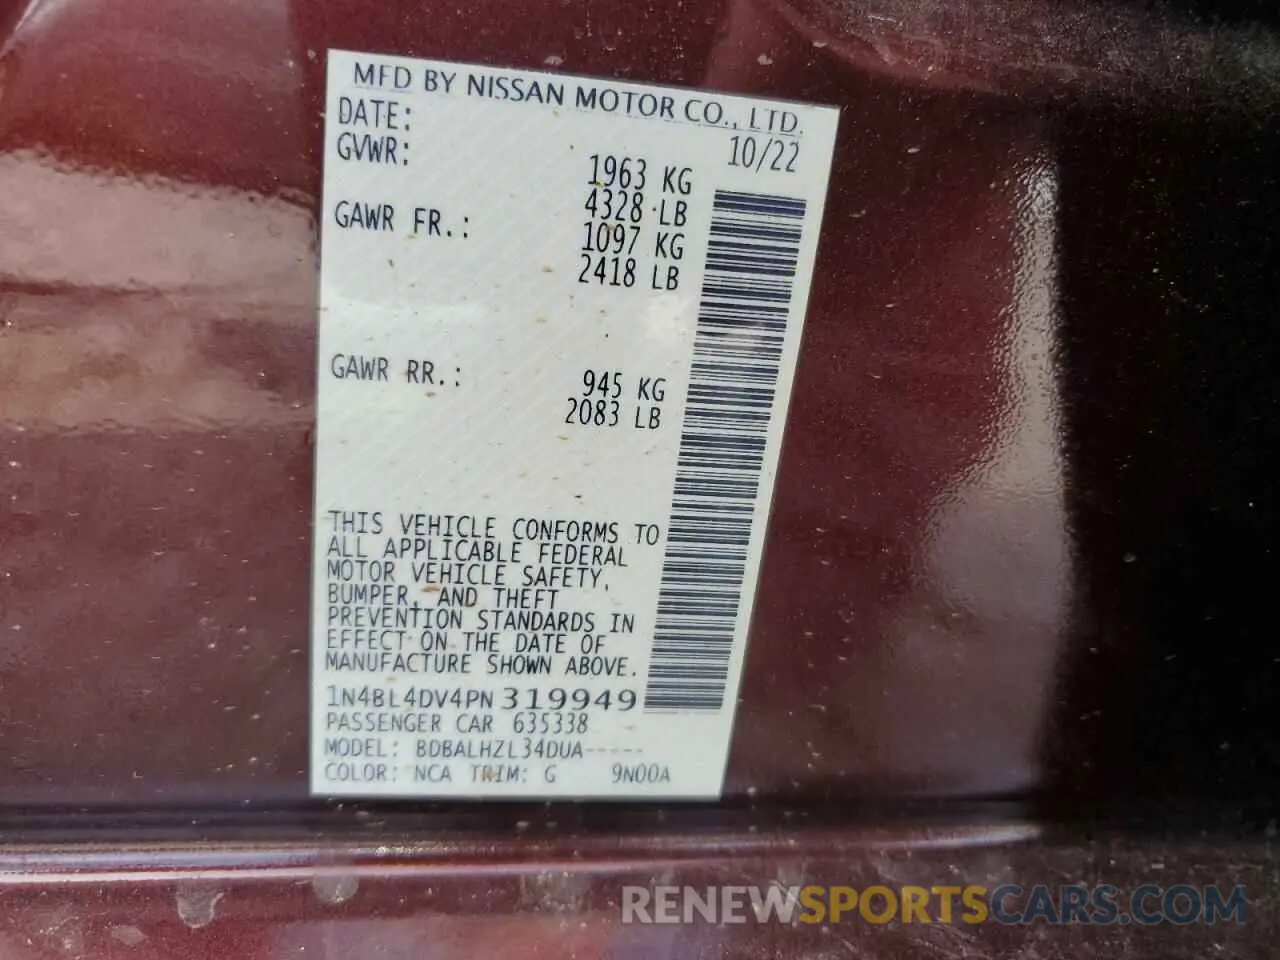 MFD BY NISSAN MOTOR CO., LTD.
DATE: 10/22
GVWR: 1963 KG
4328 LB
GAWR FR.: 1097 KG
2418 LB
GAWR RR.: 945 KG
2083 LB
THIS VEHICLE CONFORMS TO
ALL APPLICABLE FEDERAL
MOTOR VEHICLE SAFETY,
BUMPER, AND THEFT
PREVENTION STANDARDS IN
EFFECT ON THE DATE OF
MANUFACTURE SHOWN ABOVE.
1N4BL4DV4PN319949
PASSENGER CAR 635338
MODEL: BDBALHZL34DUA-----
COLOR: NCA TRIM: G 9N00A
RENEWSPORTSCARS.COM